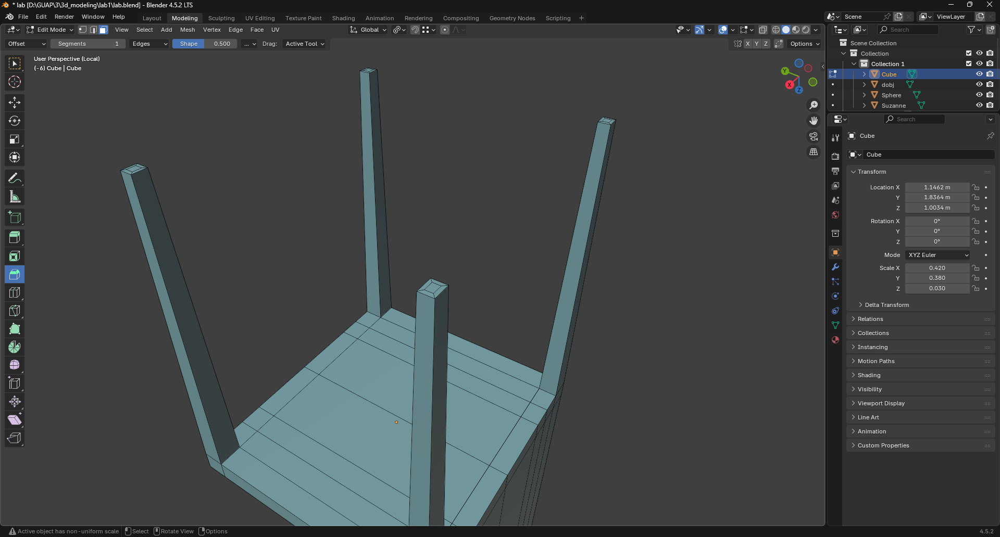 * lab [D:\GUAP\3\3d_modeling\lab1\lab.blend] - Blender 4.5.2 LTS
File Edit Render Window Help Layout Modeling Sculpting UV Editing Texture Paint Shading Animation Rendering Compositing Geometry Nodes Scripting + Scene ViewLayer
Edit Mode View Select Add Mesh Vertex Edge Face UV Global Search
Offset Segments 1 Edges Shape 0.500 ... Drag: Active Tool X Y Z Options
User Perspective (Local)
(-6) Cube | Cube
Y
X
Z
Scene Collection
Collection
Collection 1
Cube
dobj
Sphere
Suzanne
Search
Cube
Cube
Transform
Location X 1.1462 m
Y 1.8364 m
Z 1.0034 m
Rotation X 0°
Y 0°
Z 0°
Mode XYZ Euler
Scale X 0.420
Y 0.380
Z 0.030
Delta Transform
Relations
Collections
Instancing
Motion Paths
Shading
Visibility
Viewport Display
Line Art
Animation
Custom Properties
Active object has non-uniform scale Select Rotate View Options 4.5.2